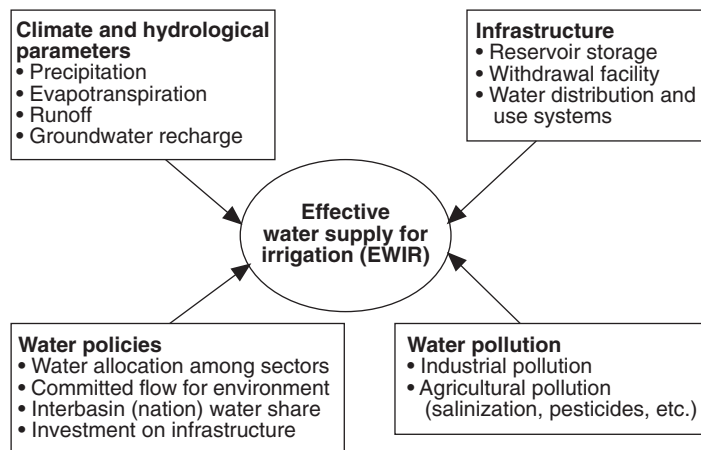 Climate and hydrological
parameters
• Precipitation
• Evapotranspiration
• Runoff
• Groundwater recharge
Infrastructure
• Reservoir storage
• Withdrawal facility
• Water distribution and
use systems
Effective
water supply for
irrigation (EWIR)
Water policies
• Water allocation among sectors
• Committed flow for environment
• Interbasin (nation) water share
• Investment on infrastructure
Water pollution
• Industrial pollution
• Agricultural pollution
(salinization, pesticides, etc.)